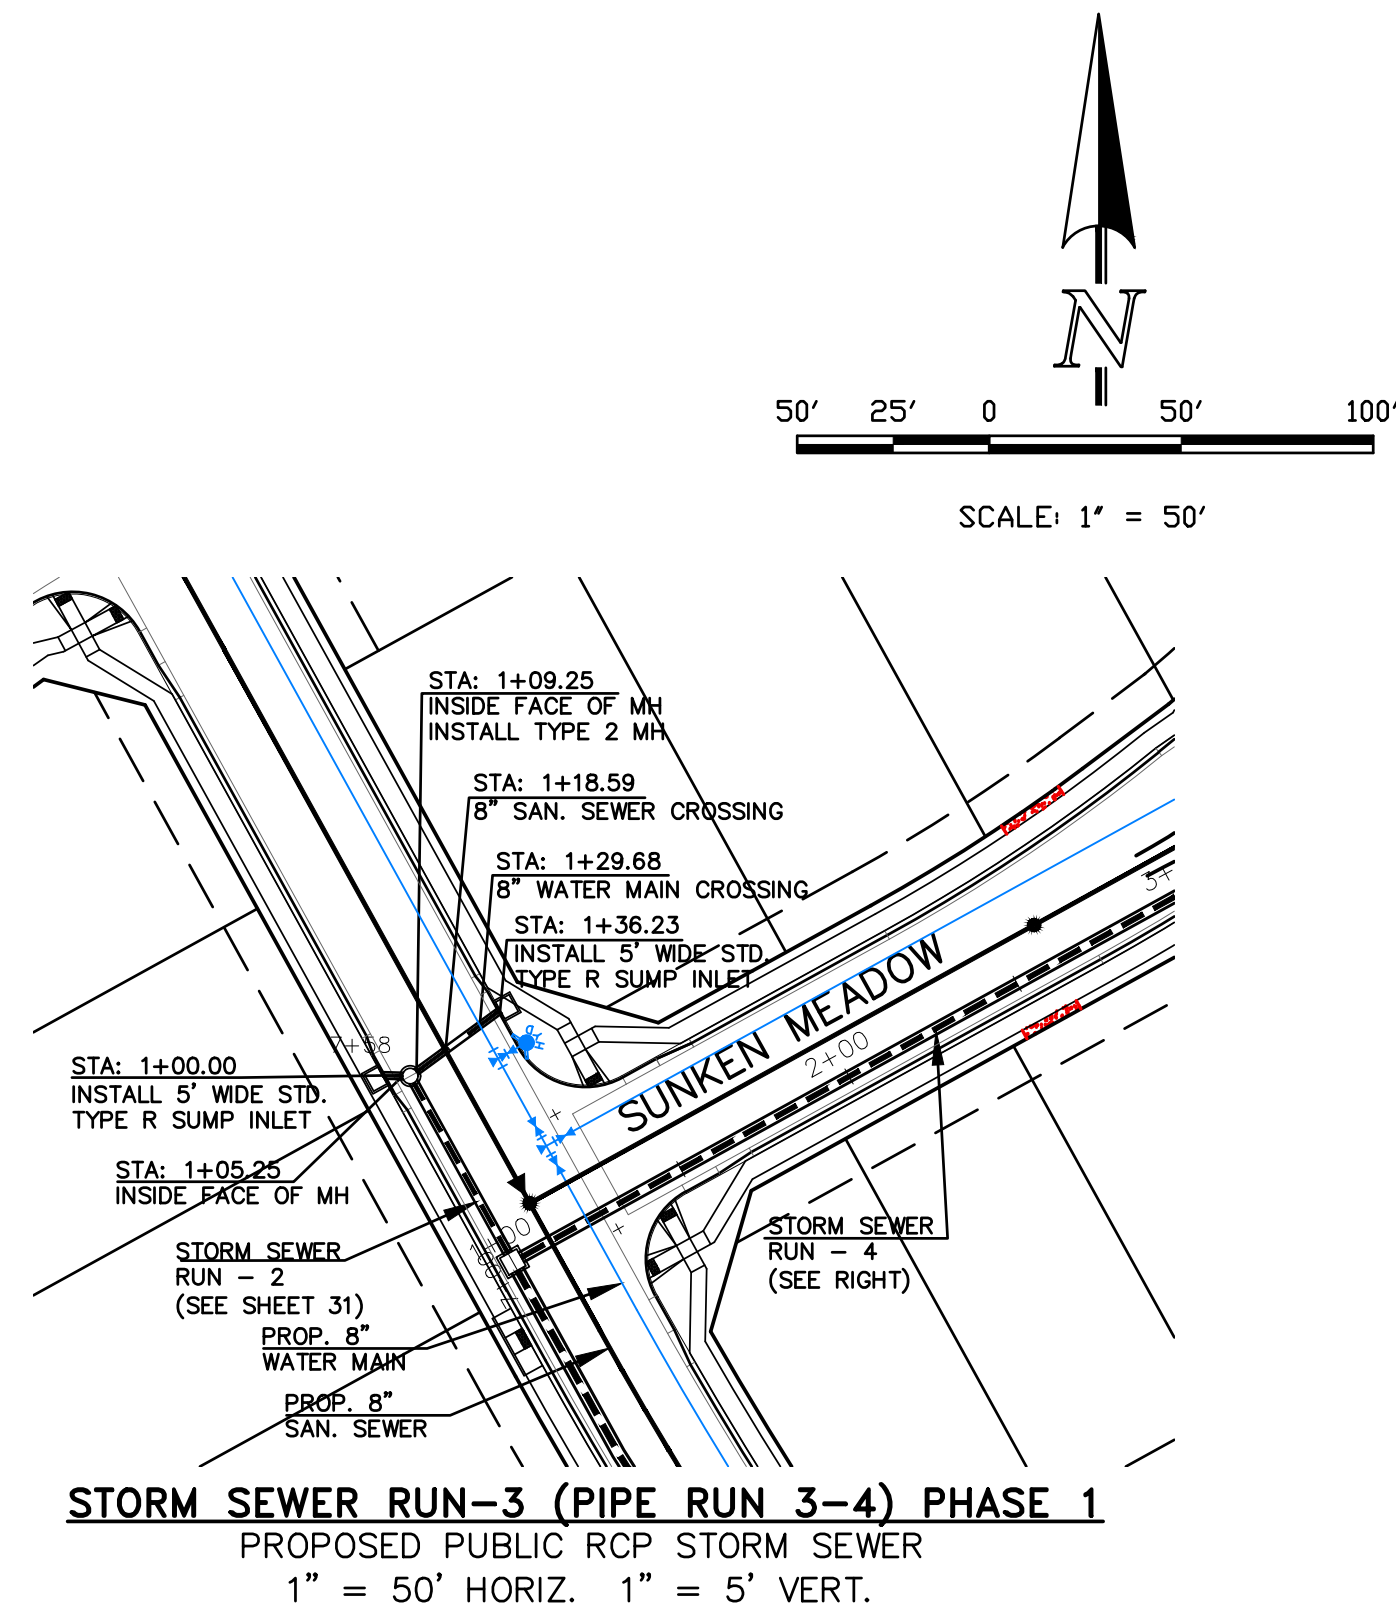 N
50' 25' 0 50' 100'
SCALE: 1" = 50'
STA: 1+09.25
INSIDE FACE OF MH
INSTALL TYPE 2 MH
STA: 1+18.59
8" SAN. SEWER CROSSING
STA: 1+29.68
8" WATER MAIN CROSSING
STA: 1+36.23
INSTALL 5' WIDE STD.
TYPE R SUMP INLET
SUNKEN MEADOW
2+00
3+
7+58
STA: 1+00.00
INSTALL 5' WIDE STD.
TYPE R SUMP INLET
STA: 1+05.25
INSIDE FACE OF MH
HYD
1+00
STORM SEWER
RUN - 2
(SEE SHEET 31)
STORM SEWER
RUN - 4
(SEE RIGHT)
PROP. 8"
WATER MAIN
PROP. 8"
SAN. SEWER
STORM SEWER RUN-3 (PIPE RUN 3-4) PHASE 1
PROPOSED PUBLIC RCP STORM SEWER
1" = 50' HORIZ. 1" = 5' VERT.